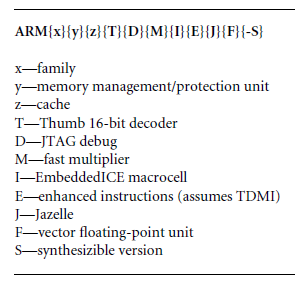 ARM{x}{y}{z}{T}{D}{M}{I}{E}{J}{F}{-S}
x—family
y—memory management/protection unit
z—cache
T—Thumb 16-bit decoder
D—JTAG debug
M—fast multiplier
I—EmbeddedICE macrocell
E—enhanced instructions (assumes TDMI)
J—Jazelle
F—vector floating-point unit
S—synthesizible version